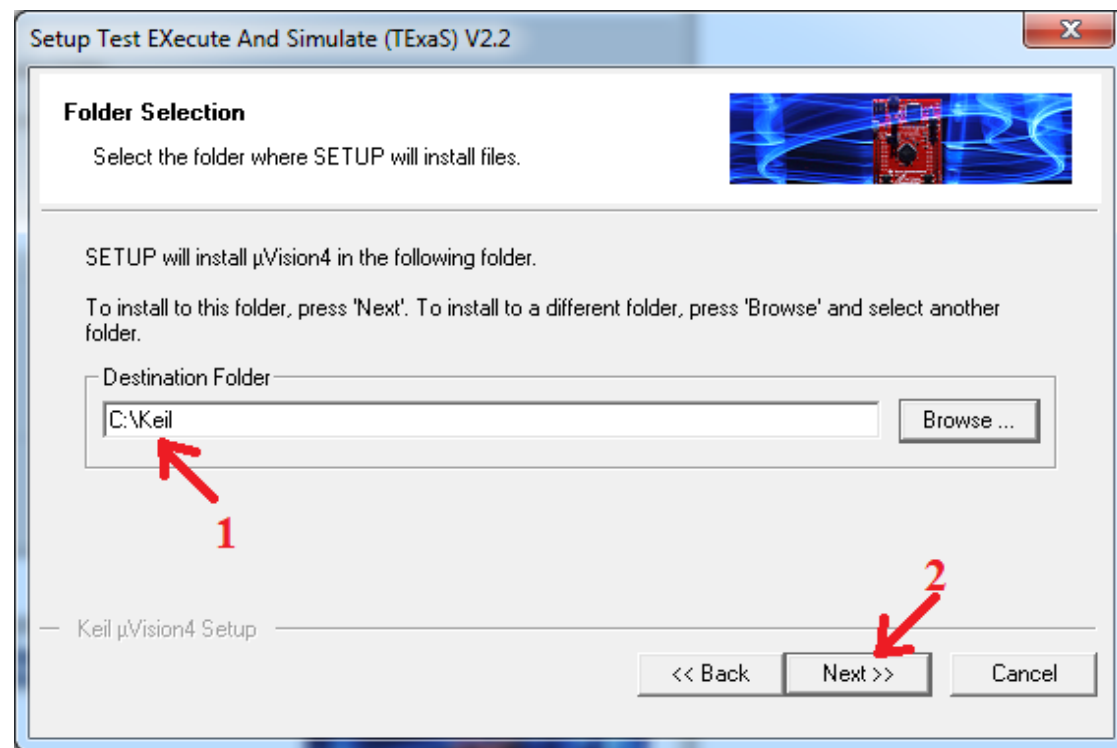 Setup Test EXecute And Simulate (TExaS) V2.2
Folder Selection
Select the folder where SETUP will install files.
SETUP will install µVision4 in the following folder.
To install to this folder, press 'Next'. To install to a different folder, press 'Browse' and select another
folder.
Destination Folder
C:\Keil
Browse ...
1
2
Keil µVision4 Setup
<< Back
Next >>
Cancel